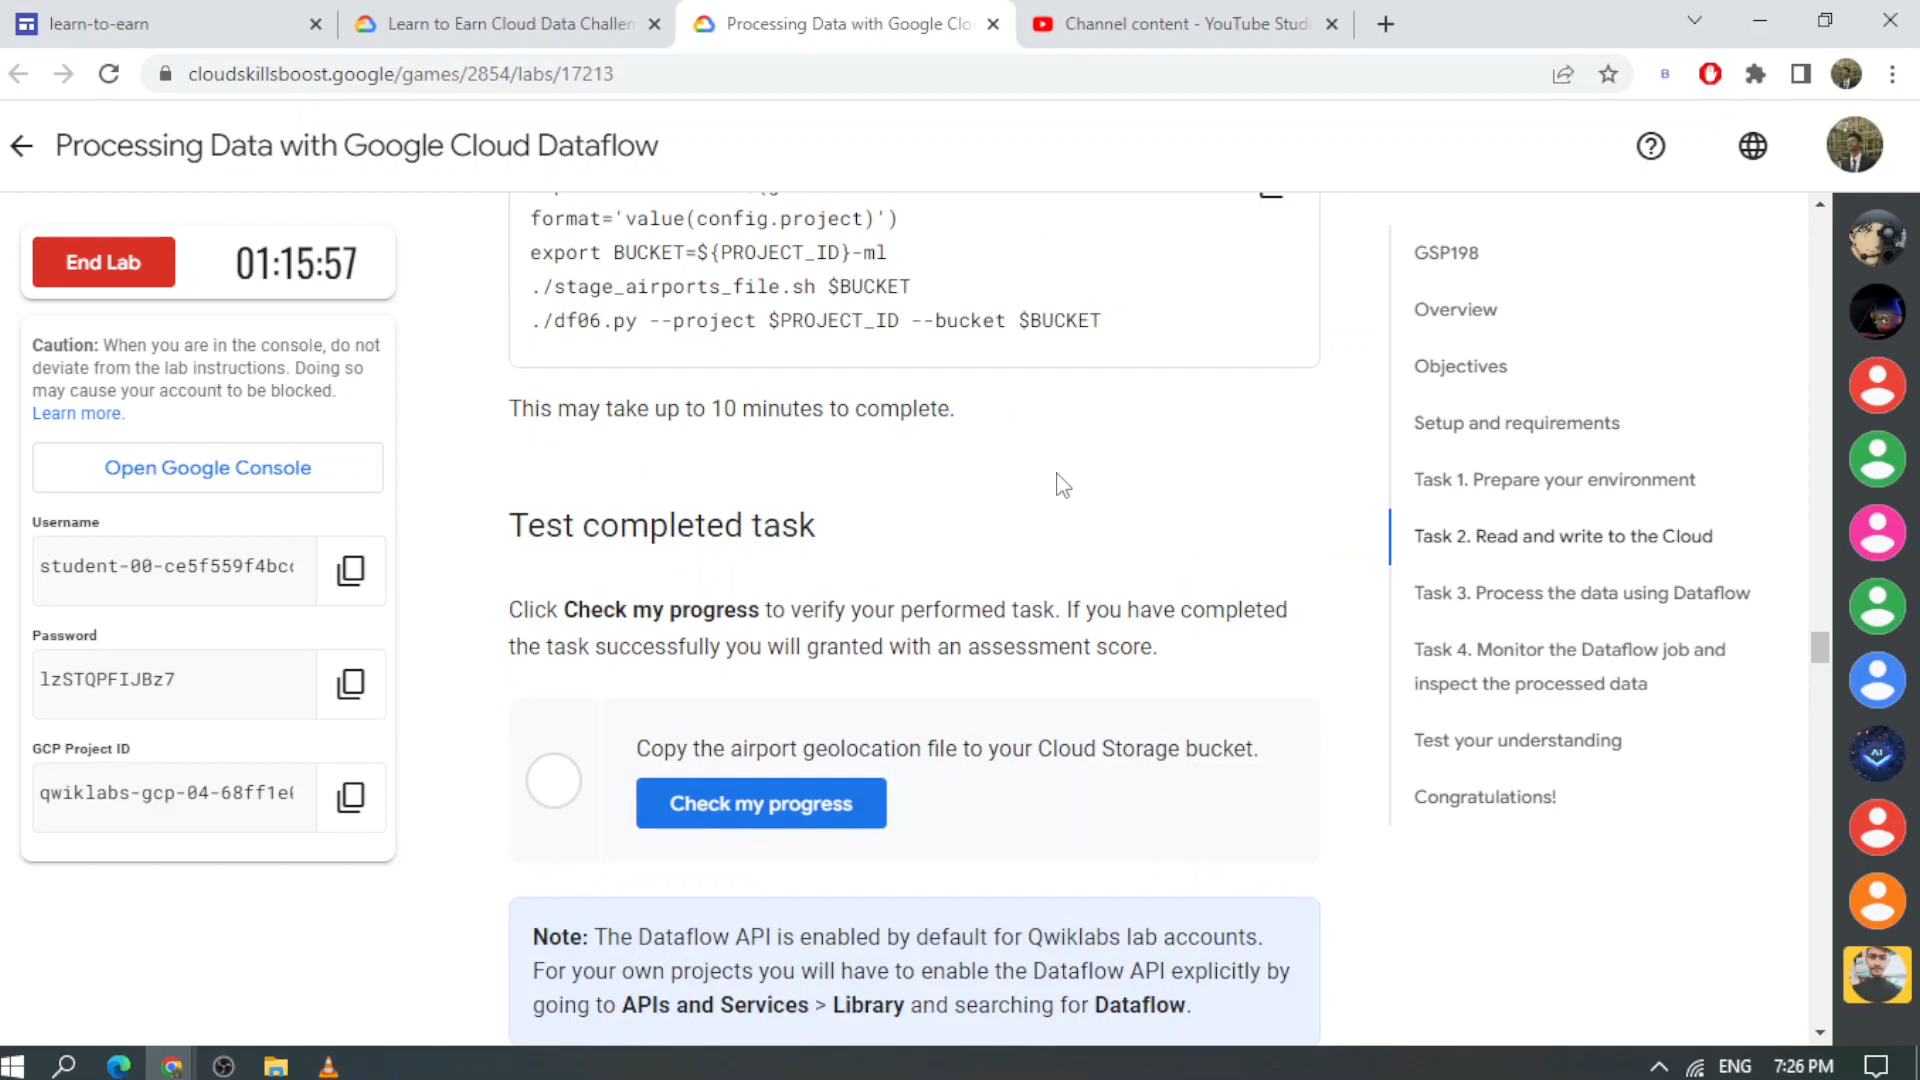 learn-to-earn
Learn to Earn Cloud Data Challen
Processing Data with Google Clo
Channel content - YouTube Studi
cloudskillsboost.google/games/2854/labs/17213
Processing Data with Google Cloud Dataflow
End Lab
01:15:57
Caution: When you are in the console, do not
deviate from the lab instructions. Doing so
may cause your account to be blocked.
Learn more.
Open Google Console
Username
student-00-ce5f559f4bcc
Password
lzSTQPFIJBz7
GCP Project ID
qwiklabs-gcp-04-68ff1e
format='value(config.project)')
export BUCKET=${PROJECT_ID}-ml
./stage_airports_file.sh $BUCKET
./df06.py --project $PROJECT_ID --bucket $BUCKET
This may take up to 10 minutes to complete.
Test completed task
Click Check my progress to verify your performed task. If you have completed
the task successfully you will granted with an assessment score.
Copy the airport geolocation file to your Cloud Storage bucket.
Check my progress
Note: The Dataflow API is enabled by default for Qwiklabs lab accounts.
For your own projects you will have to enable the Dataflow API explicitly by
going to APIs and Services > Library and searching for Dataflow.
GSP198
Overview
Objectives
Setup and requirements
Task 1. Prepare your environment
Task 2. Read and write to the Cloud
Task 3. Process the data using Dataflow
Task 4. Monitor the Dataflow job and
inspect the processed data
Test your understanding
Congratulations!
AI
ENG
7:26 PM